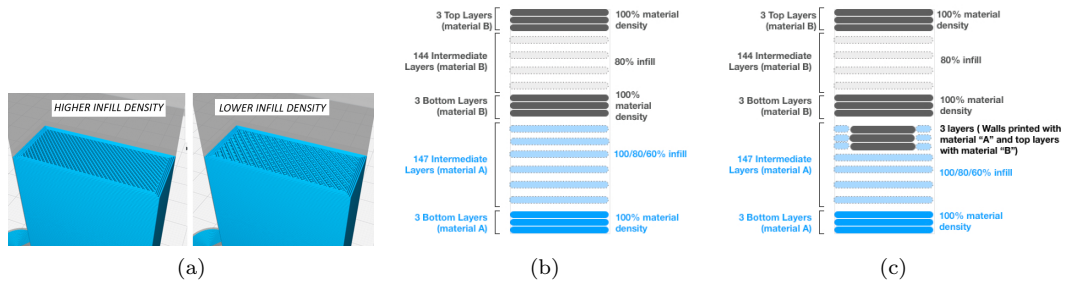 HIGHER INFILL DENSITY
LOWER INFILL DENSITY
(a)
3 Top Layers
(material B)
100% material
density
144 Intermediate
Layers (material B)
80% infill
3 Bottom Layers
(material B)
100%
material
density
147 Intermediate
Layers (material A)
100/80/60% infill
3 Bottom Layers
(material A)
100% material
density
(b)
3 Top Layers
(material B)
100% material
density
144 Intermediate
Layers (material B)
80% infill
3 Bottom Layers
(material B)
100% material
density
3 layers ( Walls printed with
material “A” and top layers
with material “B”)
147 Intermediate
Layers (material A)
100/80/60% infill
3 Bottom Layers
(material A)
100% material
density
(c)